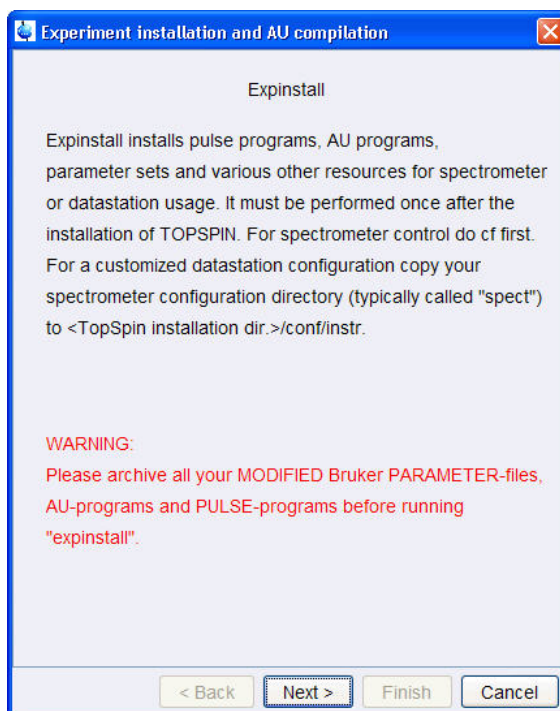 Experiment installation and AU compilation
Expinstall
Expinstall installs pulse programs, AU programs,
parameter sets and various other resources for spectrometer
or datastation usage. It must be performed once after the
installation of TOPSPIN. For spectrometer control do cf first.
For a customized datastation configuration copy your
spectrometer configuration directory (typically called "spect")
to <TopSpin installation dir.>/conf/instr.
WARNING:
Please archive all your MODIFIED Bruker PARAMETER-files,
AU-programs and PULSE-programs before running
"expinstall".
< Back Next > Finish Cancel